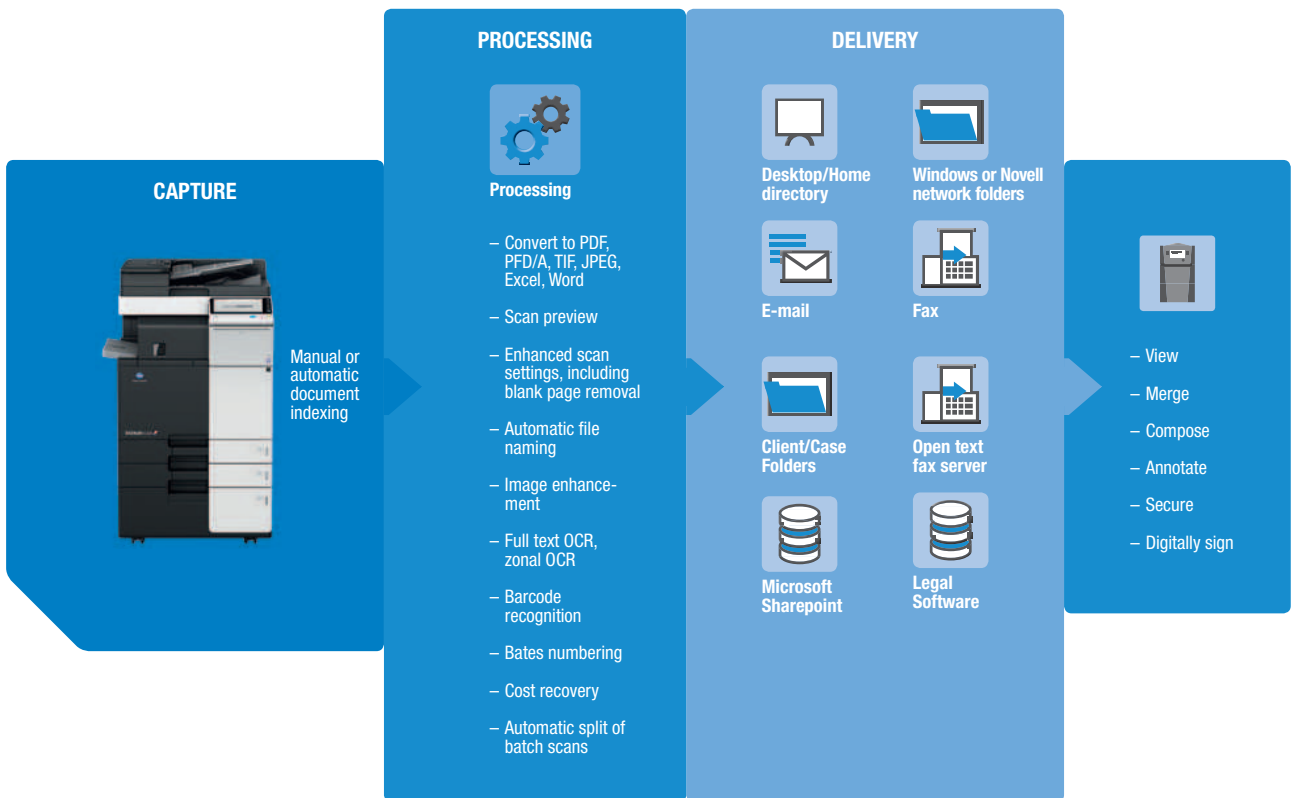 CAPTURE
Manual or
automatic
document
indexing
PROCESSING
Processing
– Convert to PDF,
PFD/A, TIF, JPEG,
Excel, Word
– Scan preview
– Enhanced scan
settings, including
blank page removal
– Automatic file
naming
– Image enhance-
ment
– Full text OCR,
zonal OCR
– Barcode
recognition
– Bates numbering
– Cost recovery
– Automatic split of
batch scans
DELIVERY
Desktop/Home
directory
Windows or Novell
network folders
E-mail
Fax
Client/Case
Folders
Open text
fax server
Microsoft
Sharepoint
Legal
Software
– View
– Merge
– Compose
– Annotate
– Secure
– Digitally sign